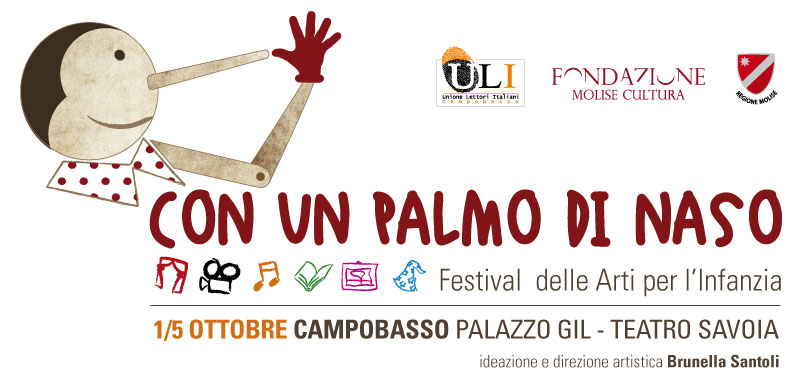 ULI
Unione Lettori Italiani
Campobasso
FONDAZIONE
MOLISE CULTURA
REGIONE MOLISE
CON UN PALMO DI NASO
Festival delle Arti per l'Infanzia
1/5 OTTOBRE CAMPOBASSO PALAZZO GIL - TEATRO SAVOIA
ideazione e direzione artistica Brunella Santoli